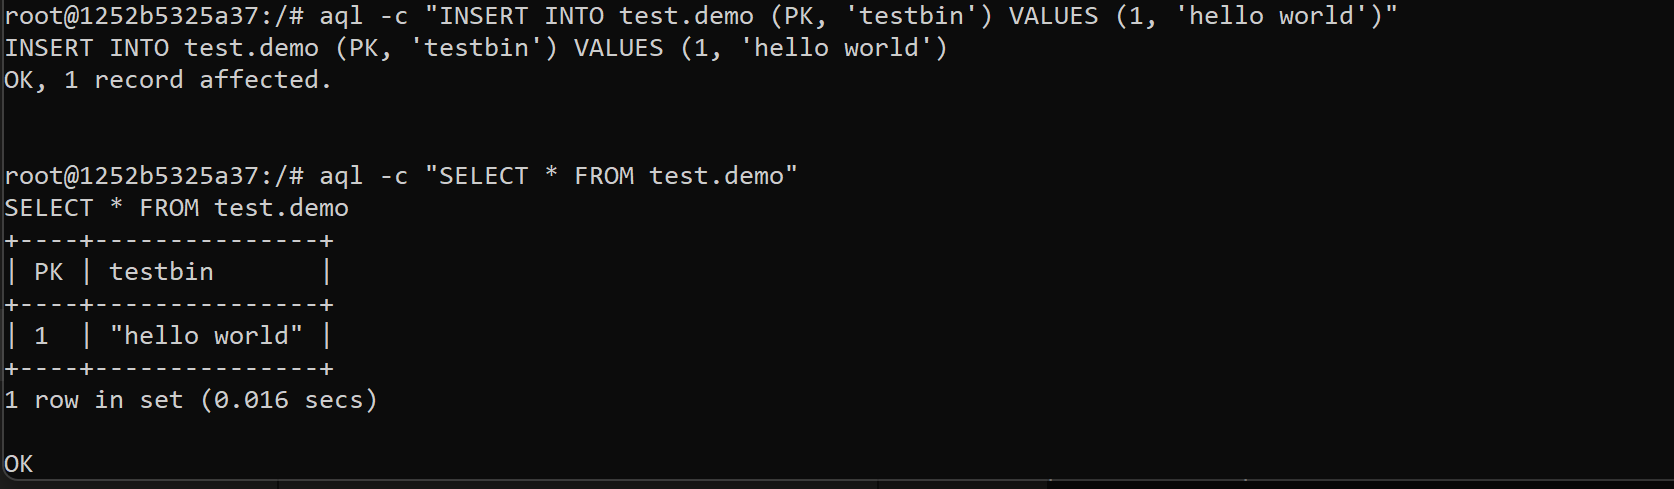 root@1252b5325a37:/# aql -c "INSERT INTO test.demo (PK, 'testbin') VALUES (1, 'hello world')"
INSERT INTO test.demo (PK, 'testbin') VALUES (1, 'hello world')
OK, 1 record affected.
root@1252b5325a37:/# aql -c "SELECT * FROM test.demo"
SELECT * FROM test.demo
+----+---------------+
| PK | testbin       |
+----+---------------+
| 1  | "hello world" |
+----+---------------+
1 row in set (0.016 secs)
OK